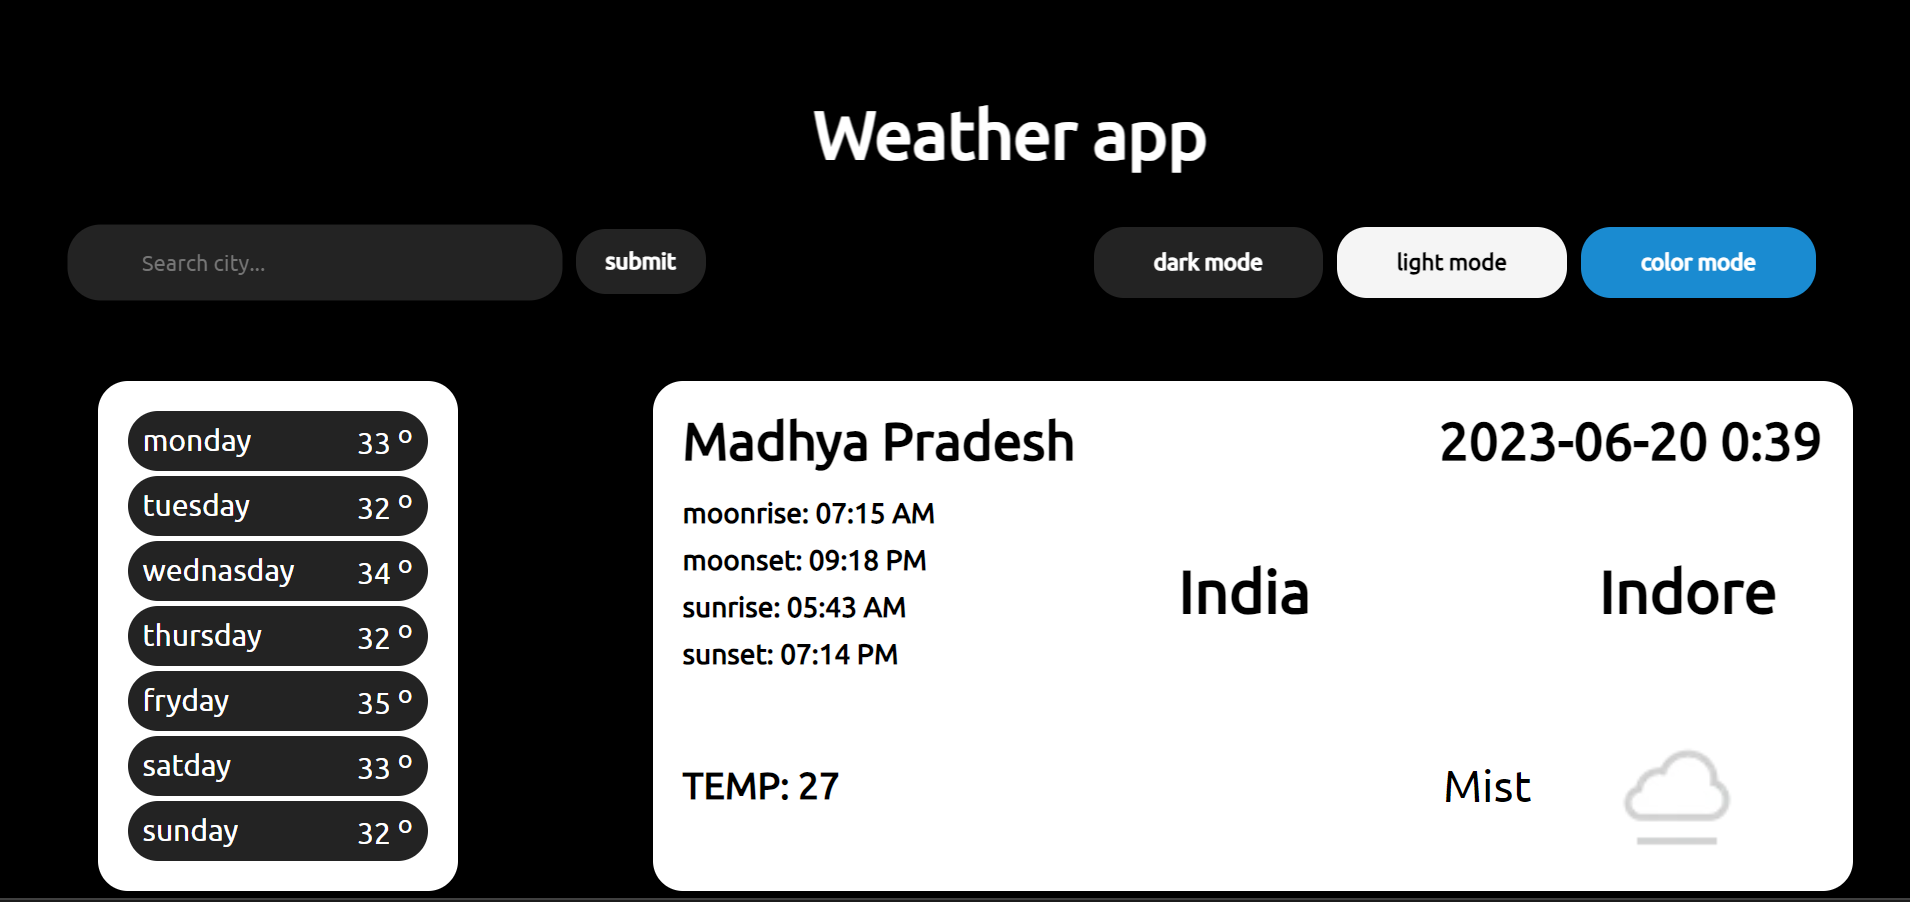 Weather app
Search city...
submit
dark mode
light mode
color mode
monday 33 º
tuesday 32 º
wednasday 34 º
thursday 32 º
fryday 35 º
satday 33 º
sunday 32 º
Madhya Pradesh
2023-06-20 0:39
moonrise: 07:15 AM
moonset: 09:18 PM
sunrise: 05:43 AM
sunset: 07:14 PM
India
Indore
TEMP: 27
Mist